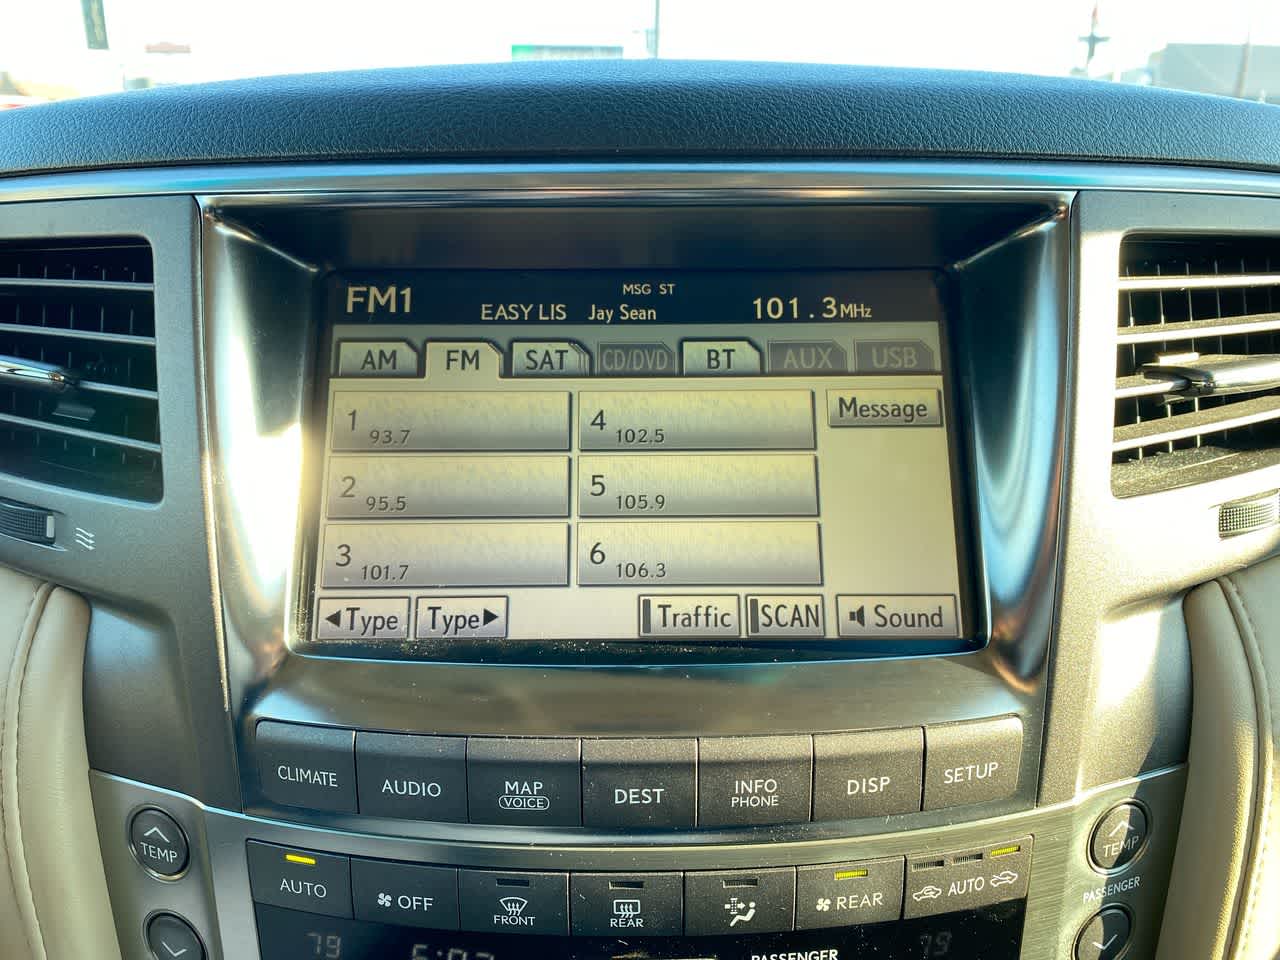 MSG ST
FM1 EASY LIS Jay Sean 101.3MHz
AM FM SAT CD/DVD BT AUX USB
1 93.7 4 102.5 Message
2 95.5 5 105.9
3 101.7 6 106.3
Type Type Traffic SCAN Sound
CLIMATE AUDIO MAP VOICE DEST INFO PHONE DISP SETUP
TEMP TEMP
AUTO OFF FRONT REAR REAR AUTO
PASSENGER
79 79
PASSENGER